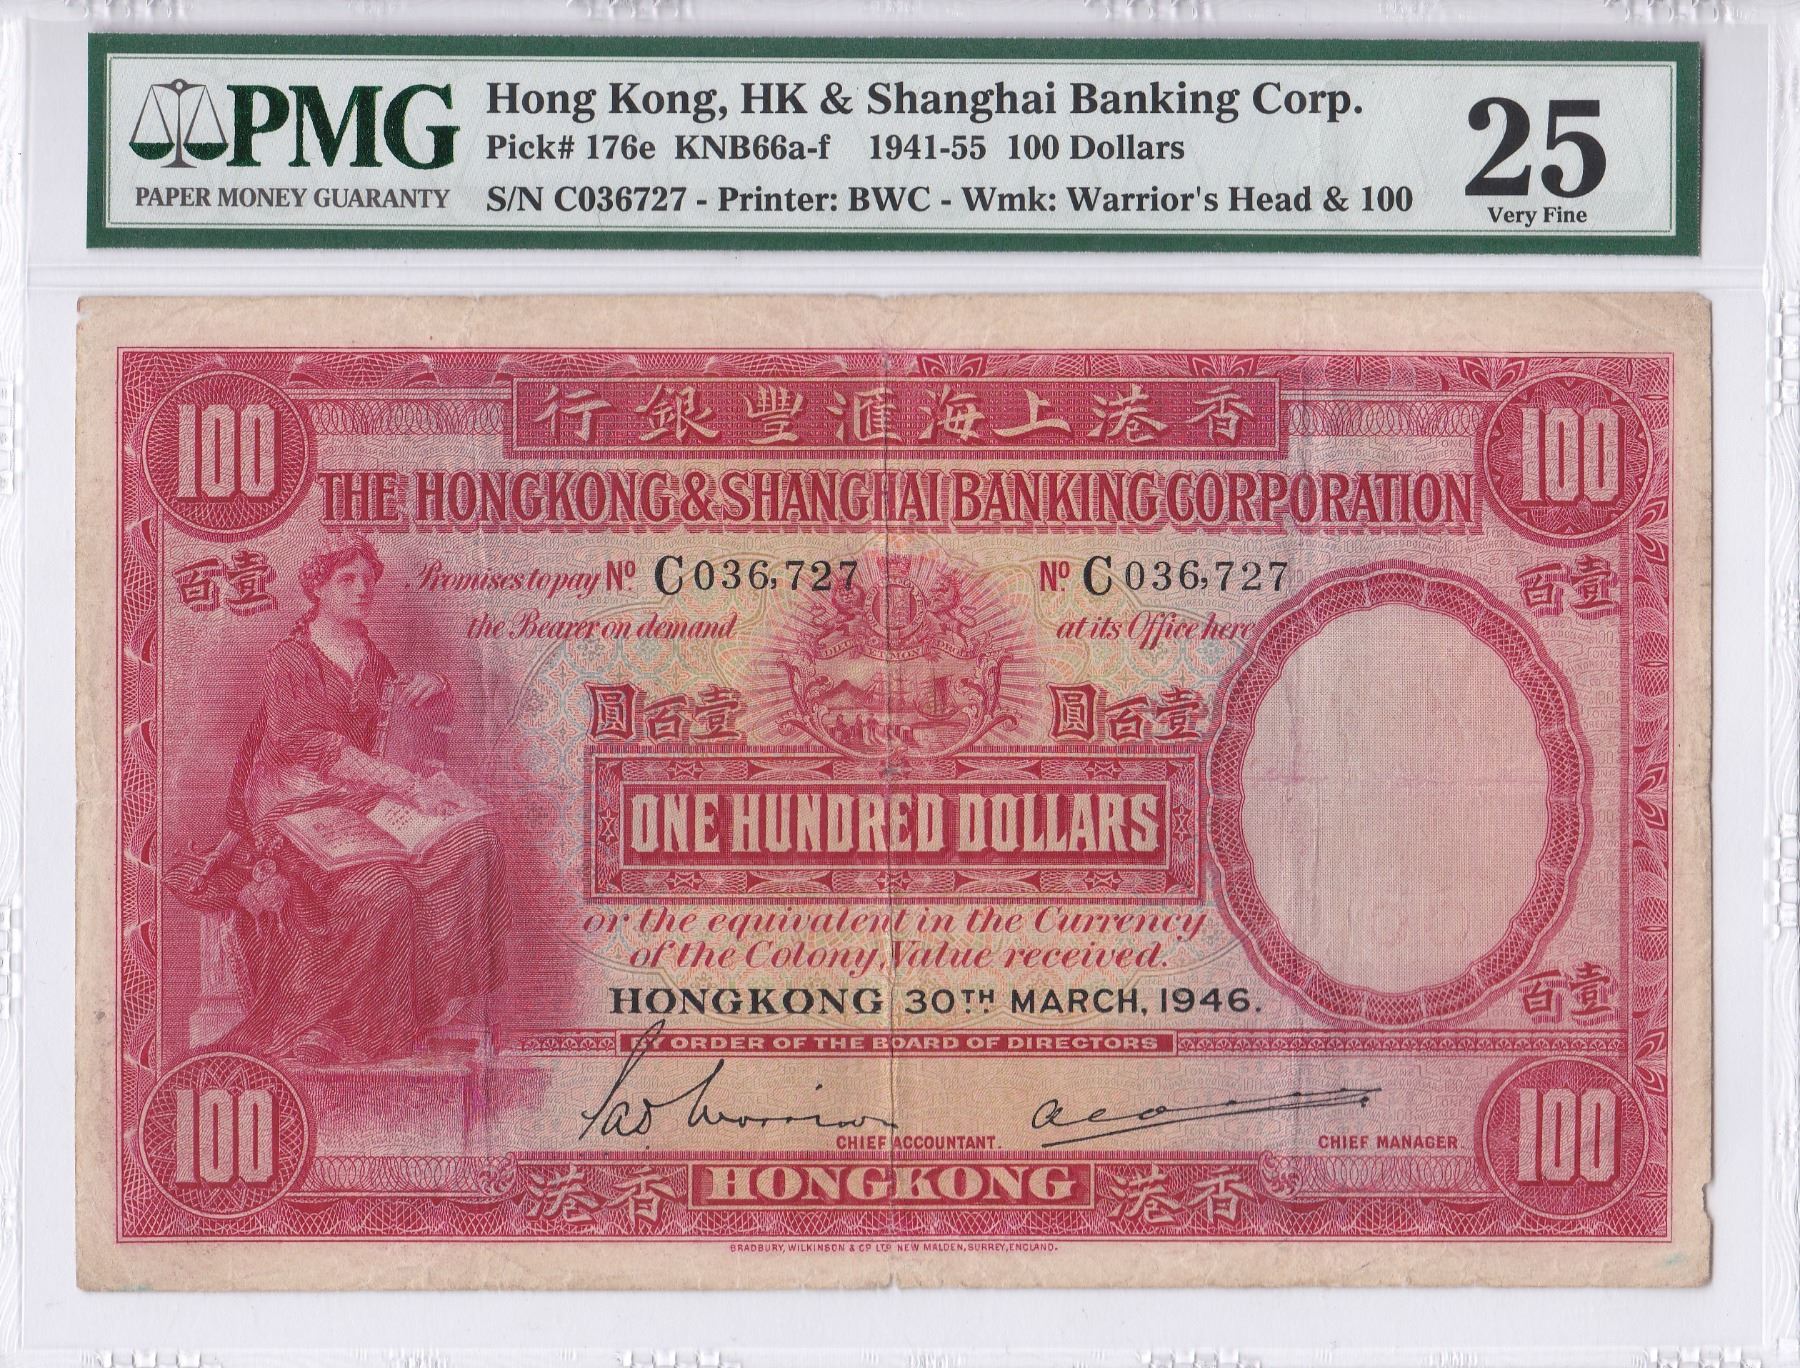 PMG
PAPER MONEY GUARANTY
Hong Kong, HK & Shanghai Banking Corp.
Pick# 176e KNB66a-f 1941-55 100 Dollars
S/N C036727 - Printer: BWC - Wmk: Warrior's Head & 100
25
Very Fine
行銀豐滙海上港香
100 100
THE HONGKONG & SHANGHAI BANKING CORPORATION
百壹 百壹
Promises to pay Nº C036,727 Nº C036,727
the Bearer on demand at its Office here
DIEU ET MON DROIT
圓百壹 圓百壹
ONE HUNDRED DOLLARS
or the equivalent in the Currency
of the Colony, Value received.
HONGKONG 30TH MARCH, 1946.
百壹
BY ORDER OF THE BOARD OF DIRECTORS
CHIEF ACCOUNTANT. CHIEF MANAGER.
100 100
港香 HONGKONG 港香
BRADBURY, WILKINSON & Cº LTD NEW MALDEN, SURREY, ENGLAND.